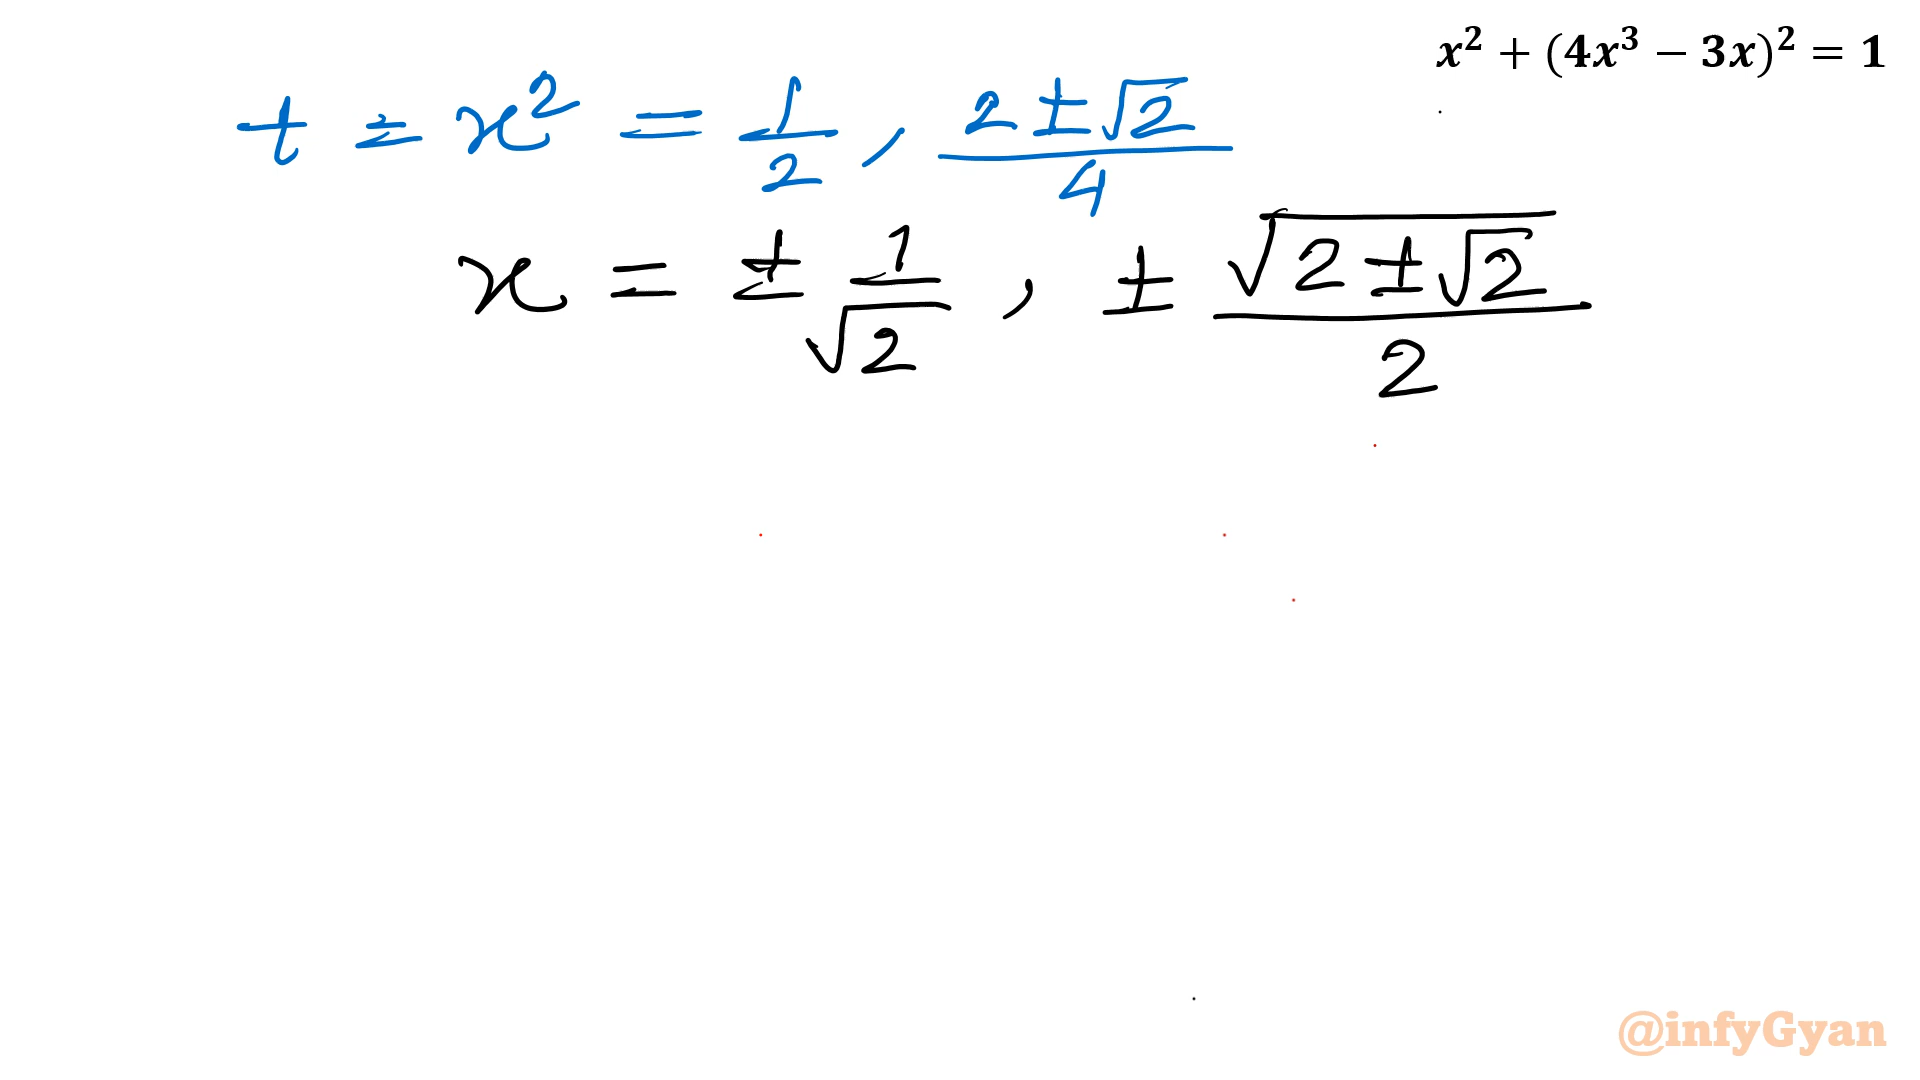 x² + (4x³ − 3x)² = 1
t = x² = 1/2 , (2 ± √2)/4
x = ± 1/√2 , ± √(2 ± √2)/2
@infyGyan